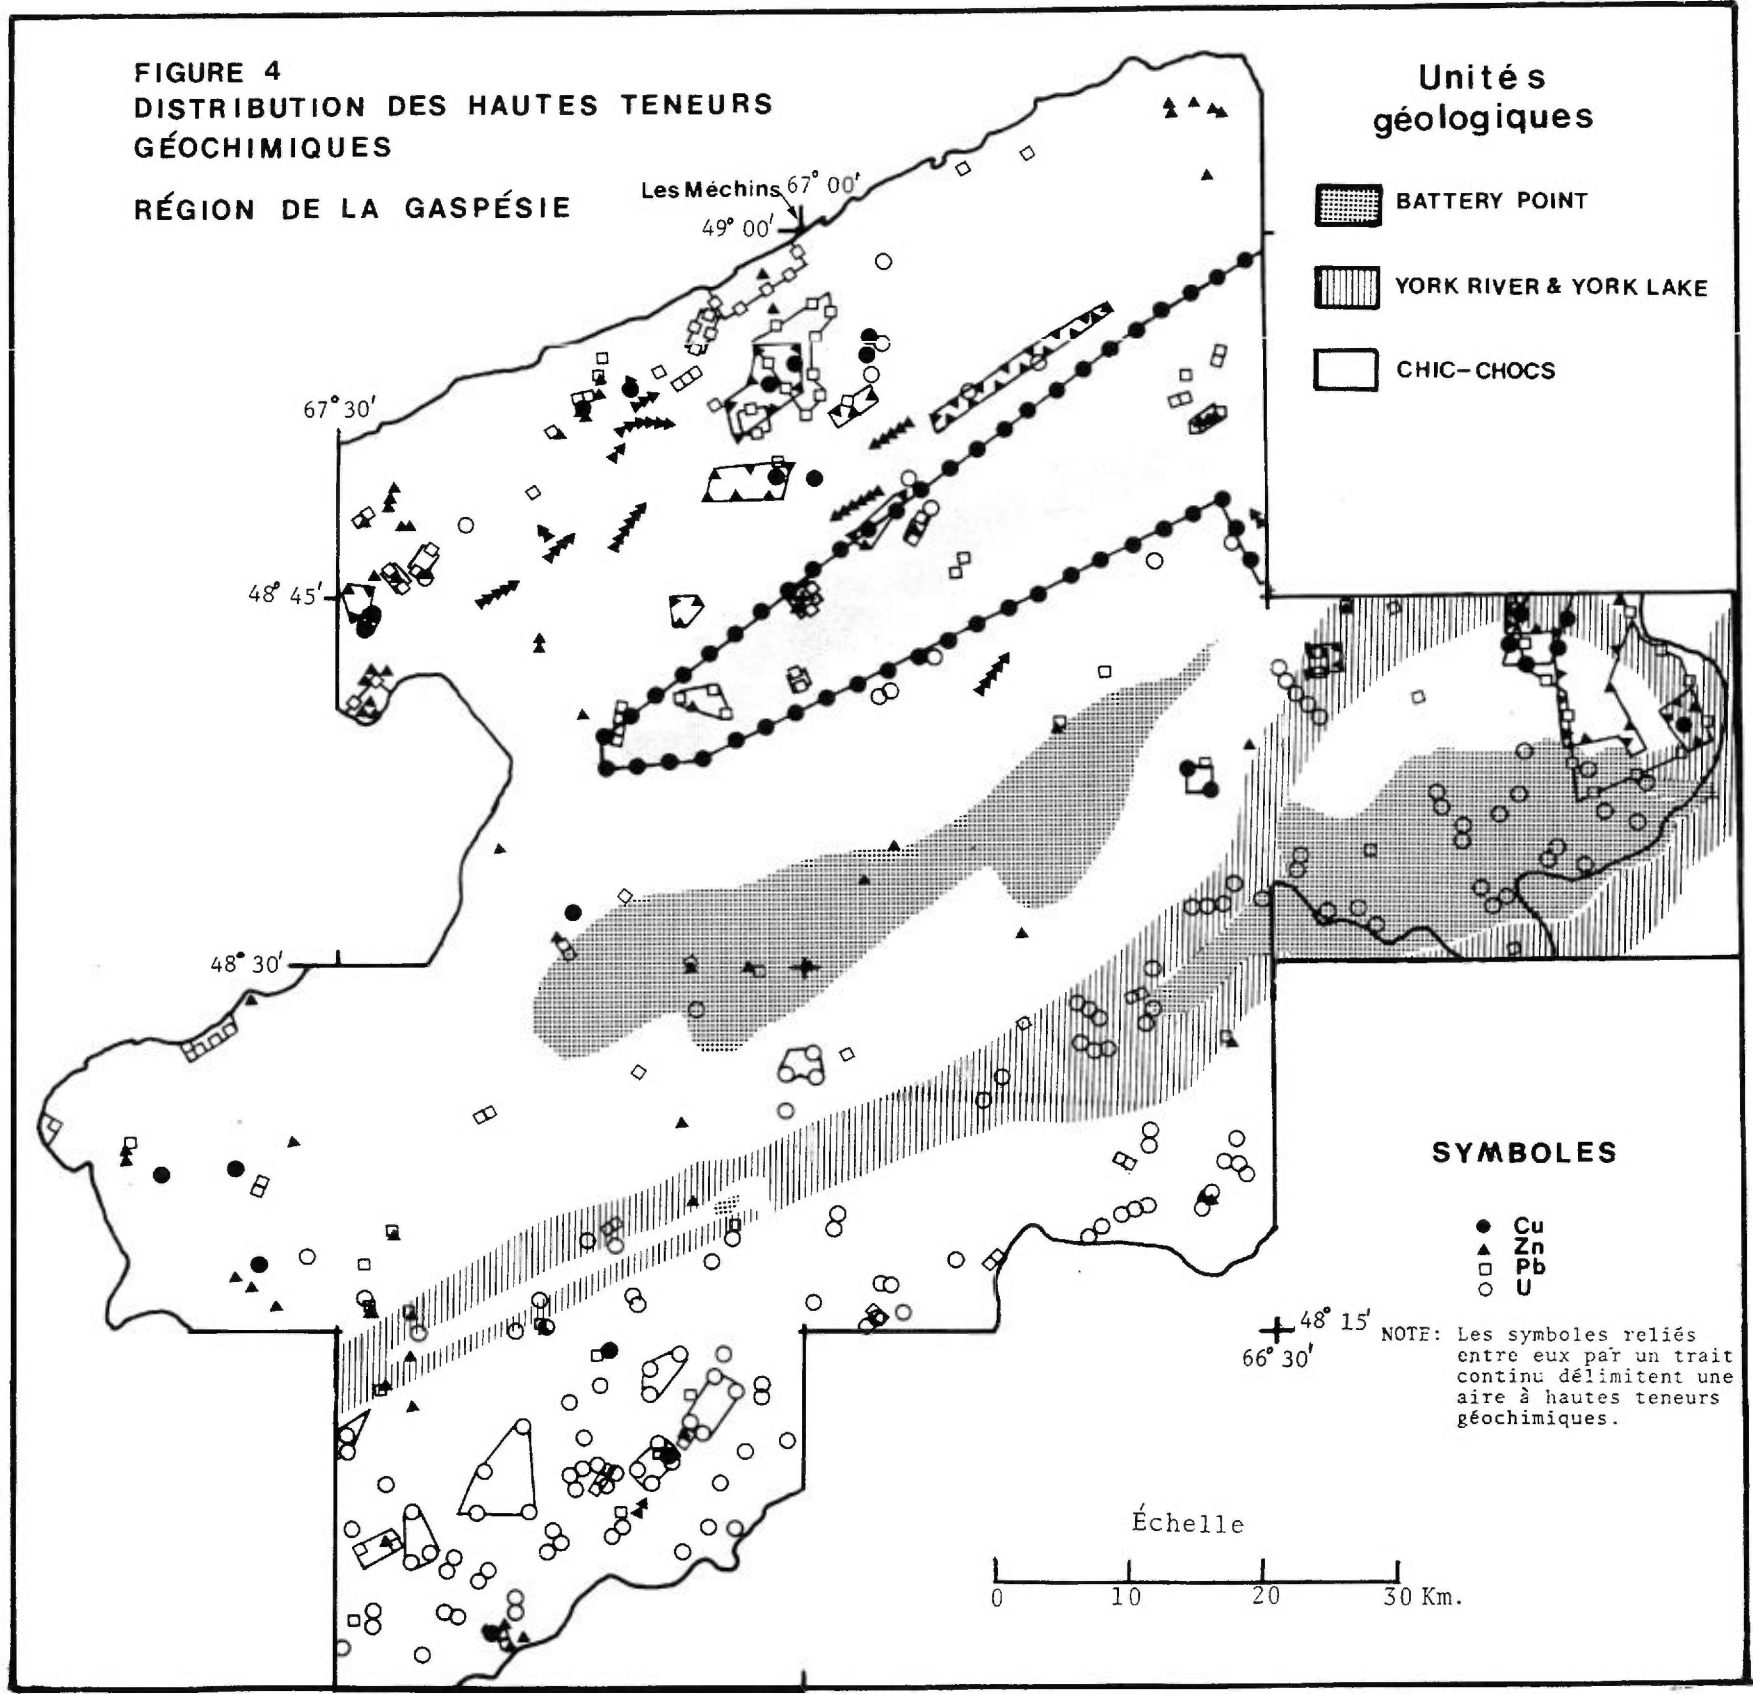 FIGURE 4
DISTRIBUTION DES HAUTES TENEURS
GÉOCHIMIQUES
RÉGION DE LA GASPÉSIE
Les Méchins
67° 00'
49° 00'
67° 30'
48° 45'
48° 30'
Unités
géologiques
BATTERY POINT
YORK RIVER & YORK LAKE
CHIC-CHOCS
SYMBOLES
Cu
Zn
Pb
U
48° 15'
66° 30'
NOTE: Les symboles reliés
entre eux par un trait
continu délimitent une
aire à hautes teneurs
géochimiques.
Échelle
0 10 20 30 Km.